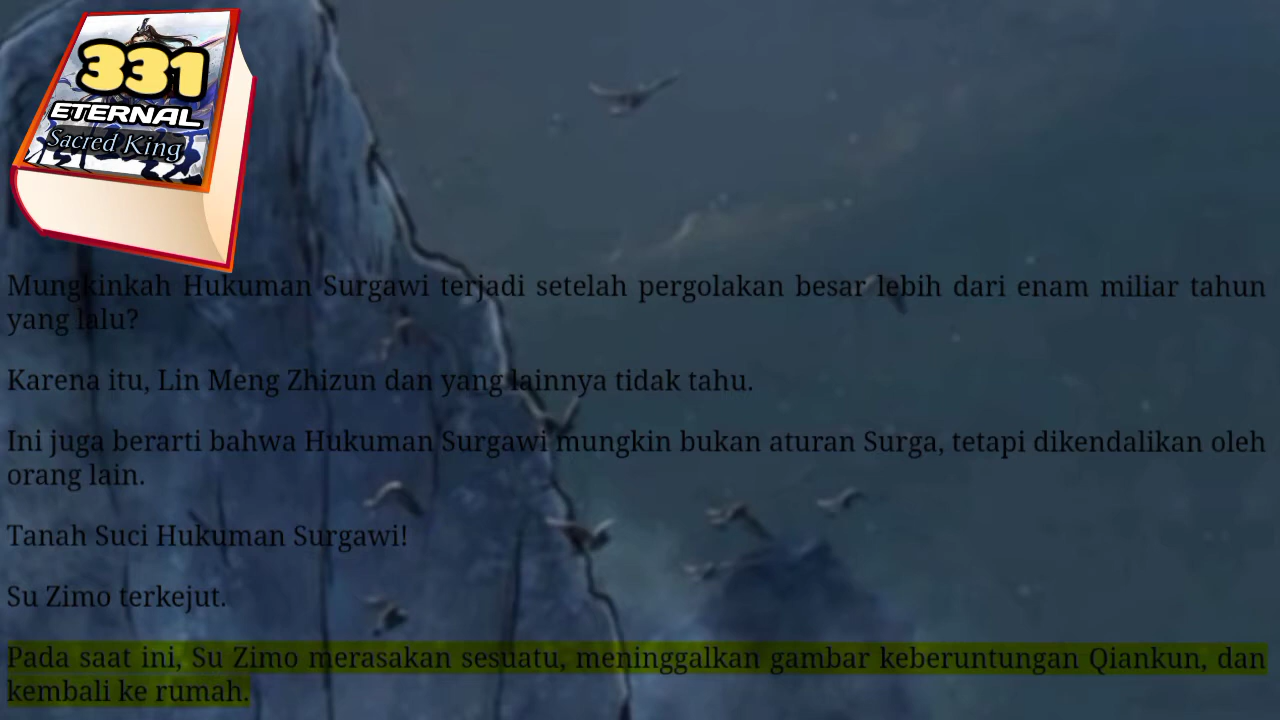 331
ETERNAL
Sacred King
Mungkinkah Hukuman Surgawi terjadi setelah pergolakan besar lebih dari enam miliar tahun
yang lalu?
Karena itu, Lin Meng Zhizun dan yang lainnya tidak tahu.
Ini juga berarti bahwa Hukuman Surgawi mungkin bukan aturan Surga, tetapi dikendalikan oleh
orang lain.
Tanah Suci Hukuman Surgawi!
Su Zimo terkejut.
Pada saat ini, Su Zimo merasakan sesuatu, meninggalkan gambar keberuntungan Qiankun, dan
kembali ke rumah.